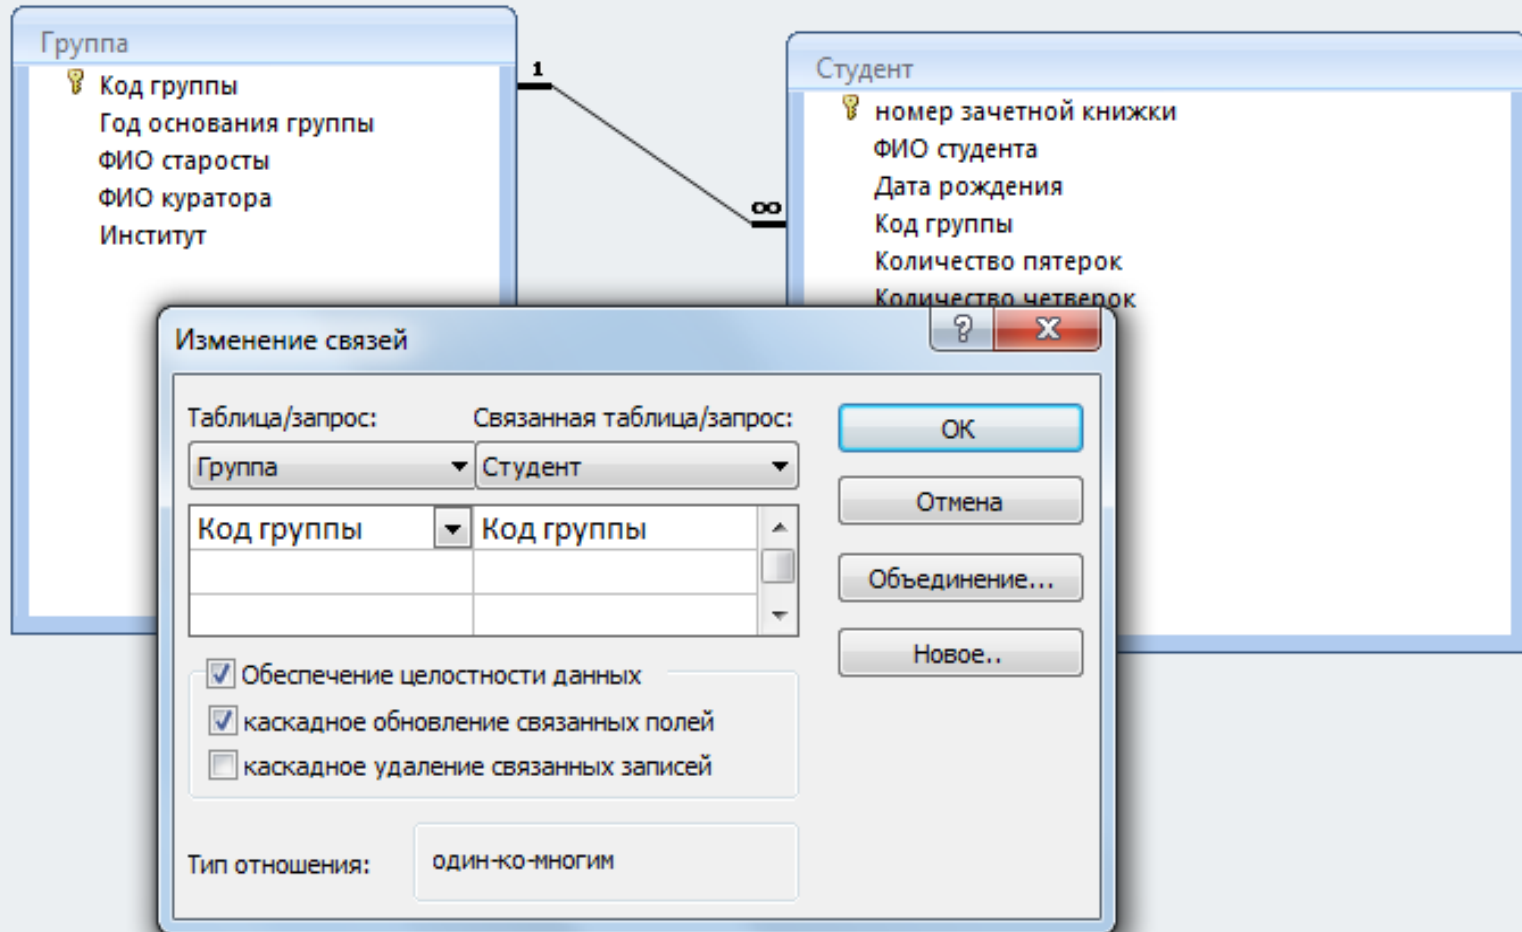 Группа
Код группы
Год основания группы
ФИО старосты
ФИО куратора
Институт
1
∞
Студент
номер зачетной книжки
ФИО студента
Дата рождения
Код группы
Количество пятерок
Количество четверок
Изменение связей
?
X
Таблица/запрос: Связанная таблица/запрос:
Группа Студент
Код группы Код группы
ОК
Отмена
Объединение...
Новое..
Обеспечение целостности данных
каскадное обновление связанных полей
каскадное удаление связанных записей
Тип отношения: один-ко-многим